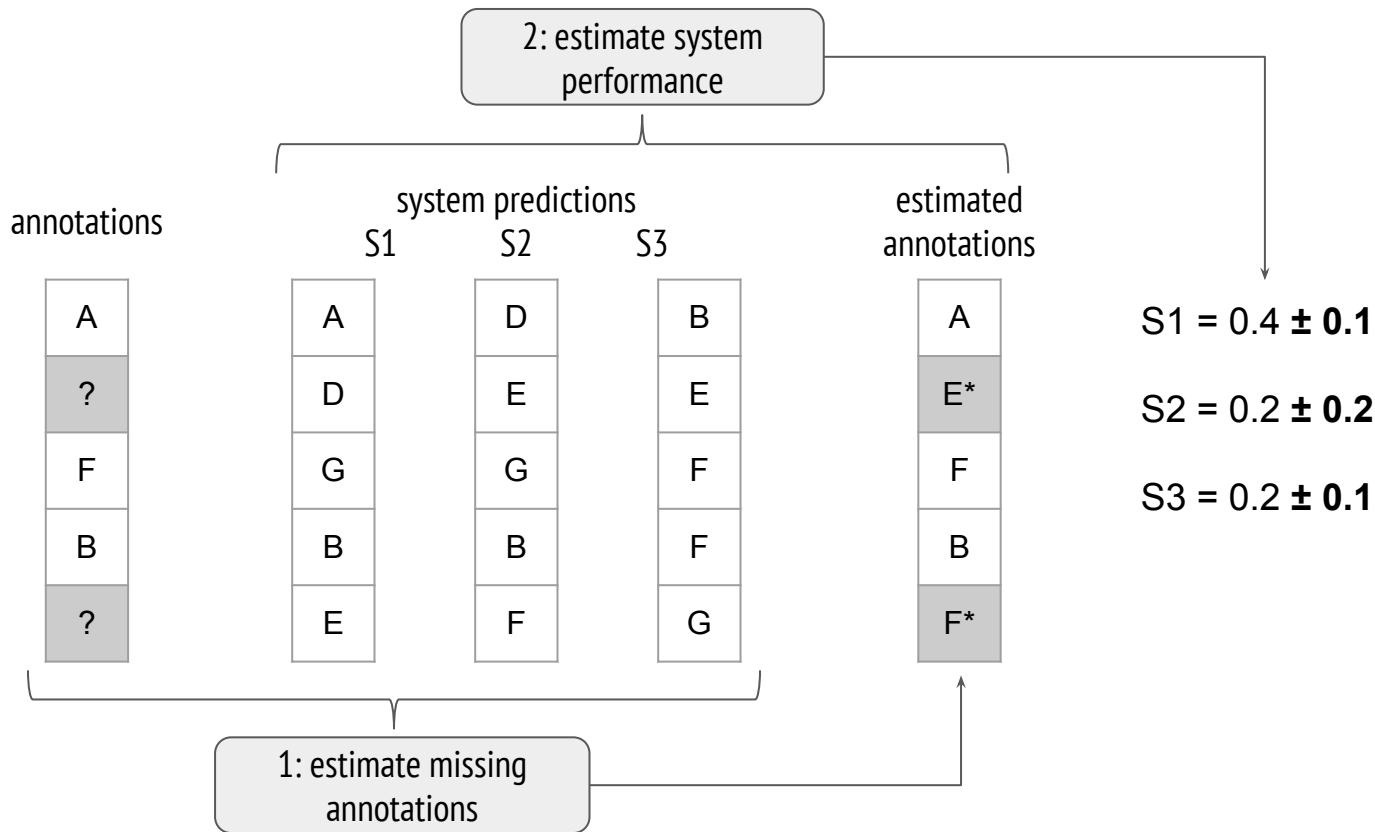 2: estimate system
performance
system predictions
estimated
annotations
annotations
S1 S2 S3
A A D B A
? D E E E*
F G G F F
B B B F B
? E F G F*
S1 = 0.4 ± 0.1
S2 = 0.2 ± 0.2
S3 = 0.2 ± 0.1
1: estimate missing
annotations